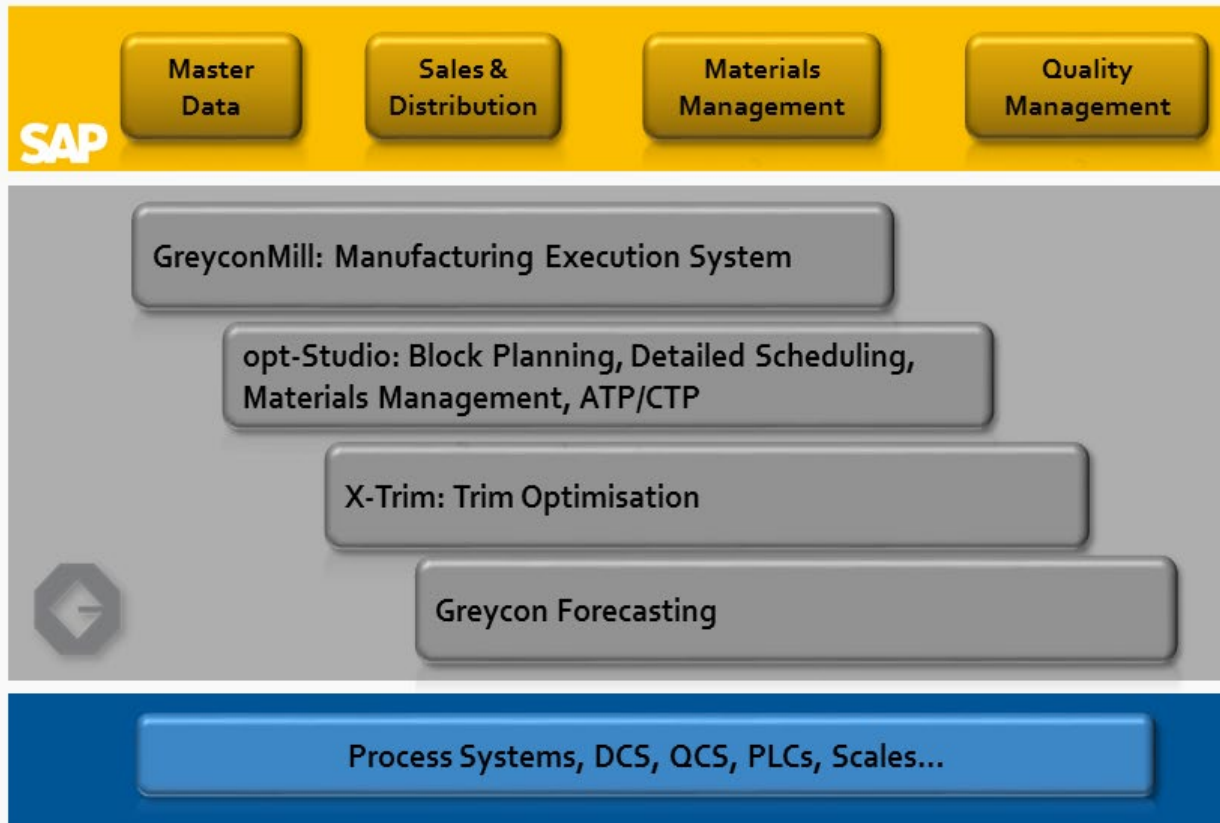 Master
Data
Sales &
Distribution
Materials
Management
Quality
Management
SAP
GreyconMill: Manufacturing Execution System
opt-Studio: Block Planning, Detailed Scheduling,
Materials Management, ATP/CTP
X-Trim: Trim Optimisation
Greycon Forecasting
Process Systems, DCS, QCS, PLCs, Scales...